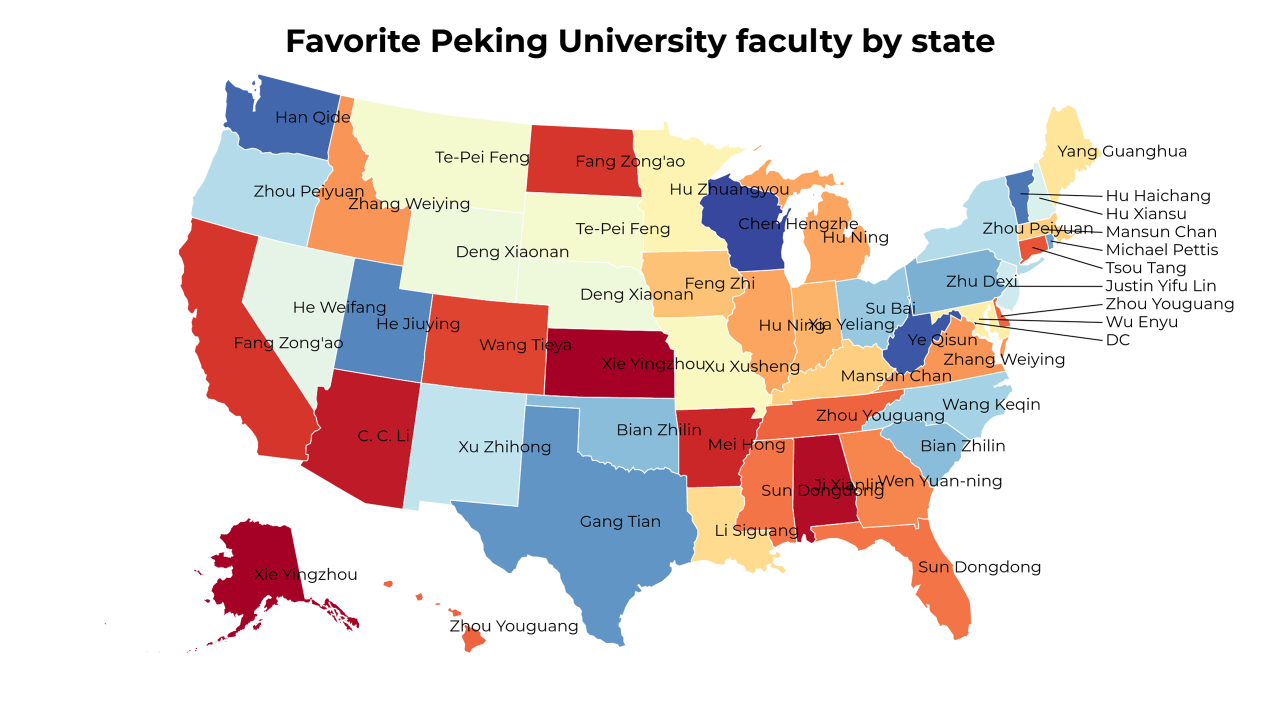 Favorite Peking University faculty by state
Han Qide
Yang Guanghua
Te-Pei Feng
Fang Zong'ao
Hu Zhuangyou
Zhou Peiyuan
Zhang Weiying
Hu Haichang
Hu Xiansu
Chen Hengzhe
Te-Pei Feng
Zhou Peiyuan
Mansun Chan
Hu Ning
Michael Pettis
Deng Xiaonan
Tsou Tang
Feng Zhi
Zhu Dexi
Justin Yifu Lin
Deng Xiaonan
Zhou Youguang
He Weifang
Su Bai
Wu Enyu
He Jiuying
Hu Ning
Xia Yeliang
Ye Qisun
DC
Fang Zong'ao
Wang Tieya
Zhang Weiying
Xie Yingzhou
Xu Xusheng
Mansun Chan
Wang Keqin
Zhou Youguang
C. C. Li
Bian Zhilin
Xu Zhihong
Mei Hong
Bian Zhilin
Sun Dongdong
Ji Xianlin
Wen Yuan-ning
Gang Tian
Li Siguang
Sun Dongdong
Xie Yingzhou
Zhou Youguang